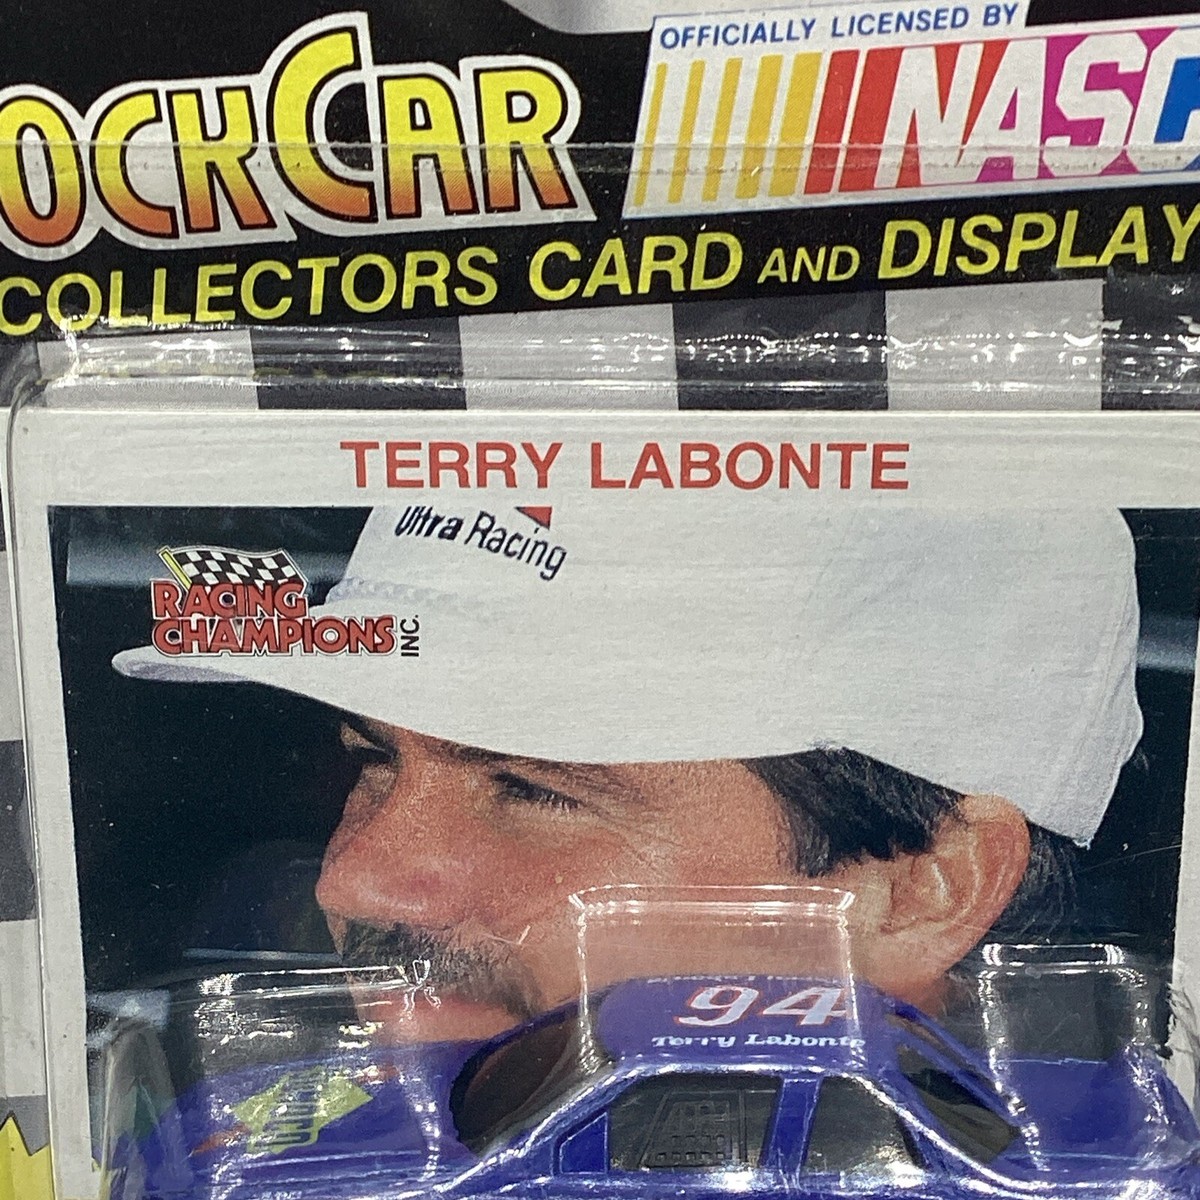 OCKCAR
OFFICIALLY LICENSED BY
NASC
COLLECTORS CARD AND DISPLAY
TERRY LABONTE
Ultra Racing
RACING
CHAMPIONS INC.
94
Terry Labonte